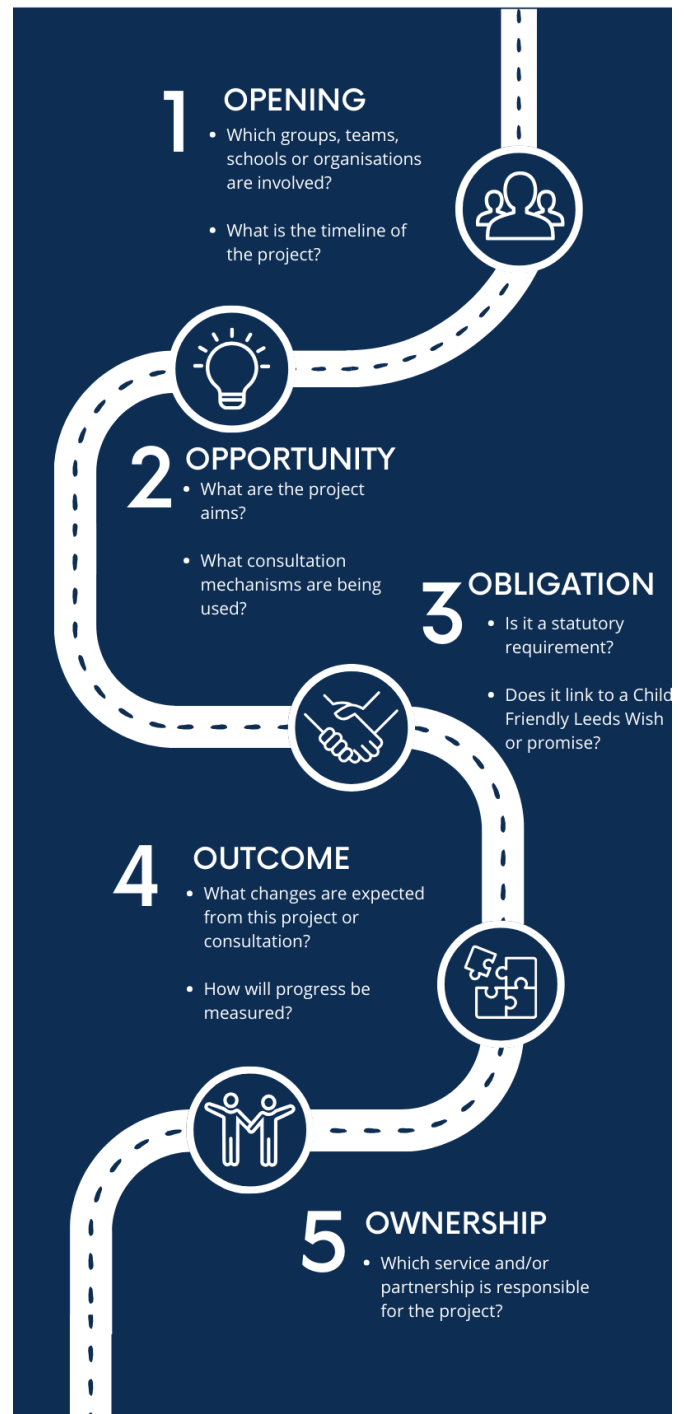 1 OPENING
• Which groups, teams,
schools or organisations
are involved?
• What is the timeline of
the project?
2 OPPORTUNITY
• What are the project
aims?
• What consultation
mechanisms are being
used?
3 OBLIGATION
• Is it a statutory
requirement?
• Does it link to a Child
Friendly Leeds Wish
or promise?
4 OUTCOME
• What changes are expected
from this project or
consultation?
• How will progress be
measured?
5 OWNERSHIP
• Which service and/or
partnership is responsible
for the project?